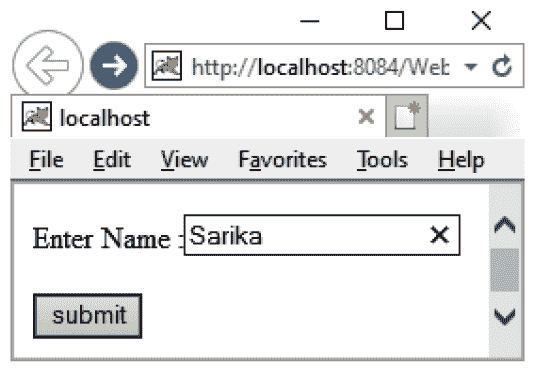 http://localhost:8084/Web
localhost
File Edit View Favorites Tools Help
Enter Name : Sarika
submit